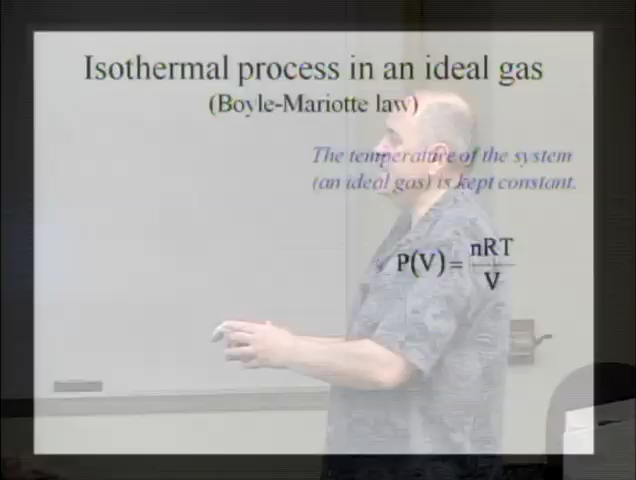 Isothermal process in an ideal gas
(Boyle-Mariotte law)
The temperature of the system
(an ideal gas) is kept constant.
P(V) = nRT / V